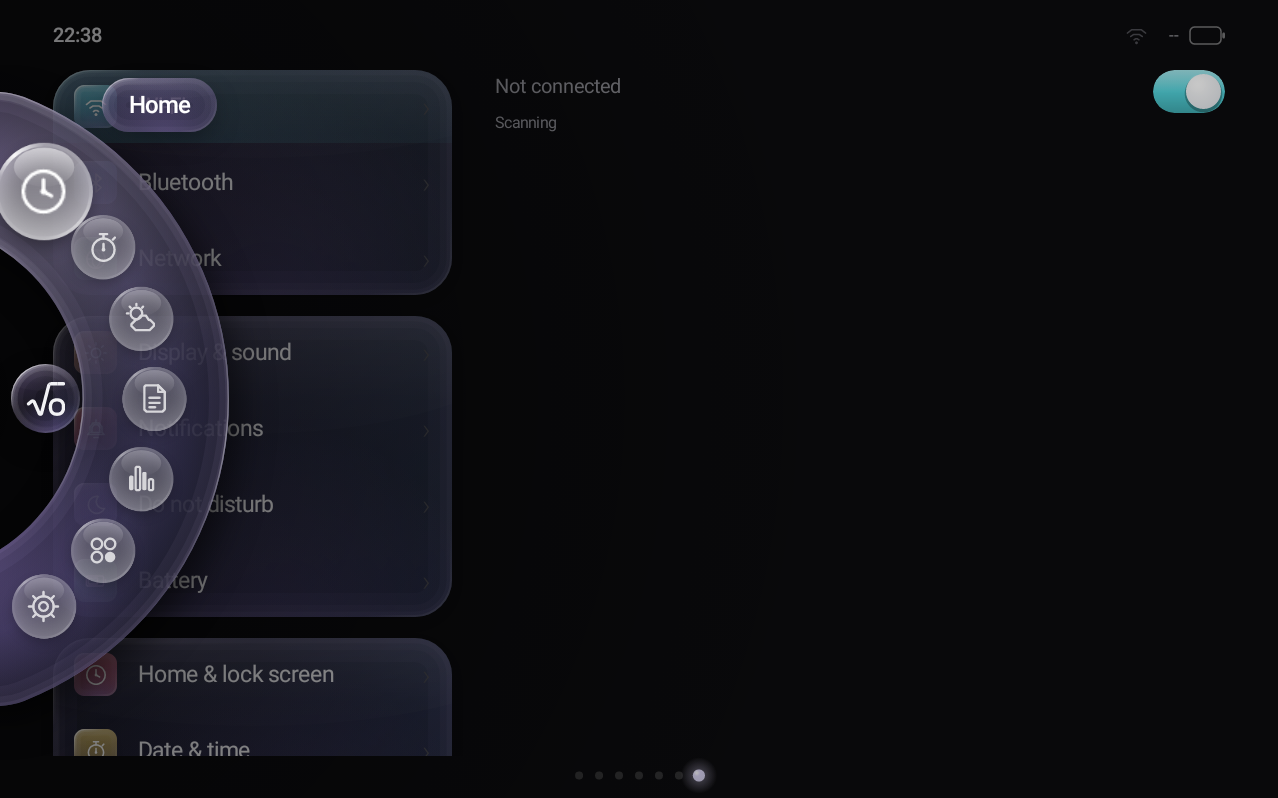 22:38
--
Home
Not connected
Scanning
Bluetooth
Network
Display & sound
Notifications
Do not disturb
Battery
Home & lock screen
Date & time